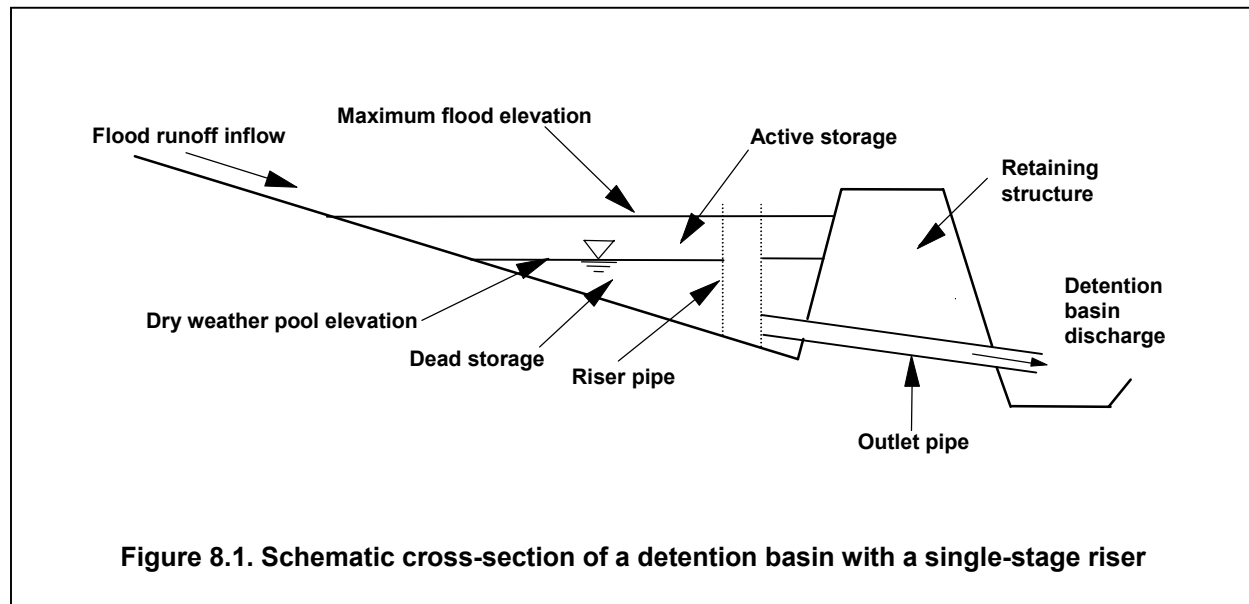 Maximum flood elevation
Flood runoff inflow
Active storage
Retaining
structure
Dry weather pool elevation
Dead storage
Riser pipe
Detention
basin
discharge
Outlet pipe
Figure 8.1. Schematic cross-section of a detention basin with a single-stage riser